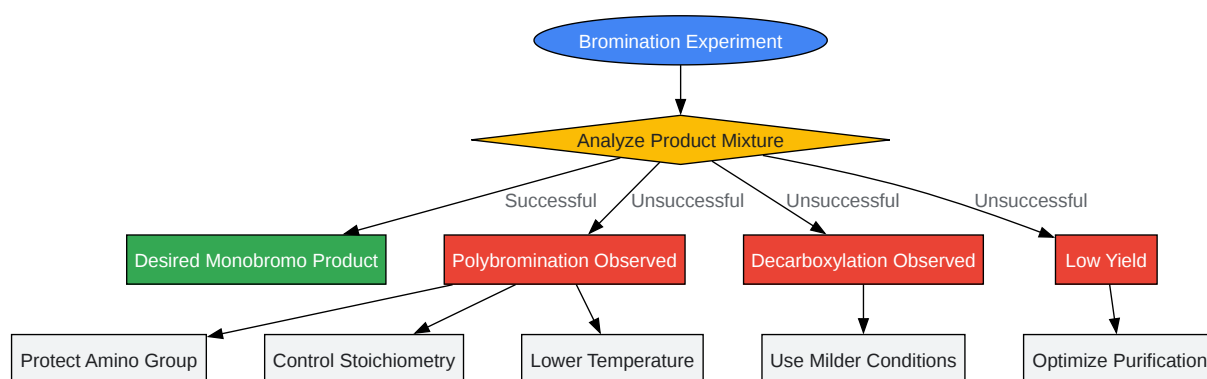 Bromination Experiment
Analyze Product Mixture
Successful
Unsuccessful
Unsuccessful
Unsuccessful
Desired Monobromo Product
Polybromination Observed
Decarboxylation Observed
Low Yield
Protect Amino Group
Control Stoichiometry
Lower Temperature
Use Milder Conditions
Optimize Purification